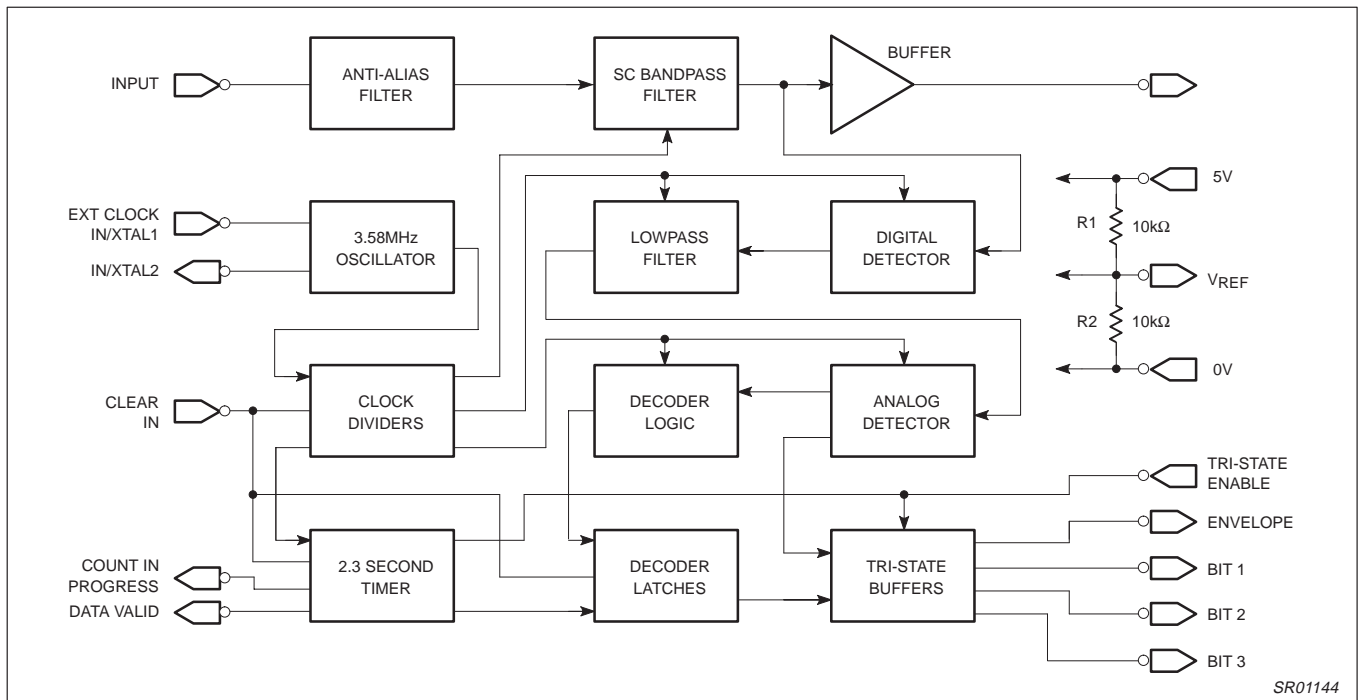 INPUT
ANTI-ALIAS
FILTER
SC BANDPASS
FILTER
BUFFER
EXT CLOCK
IN/XTAL1
IN/XTAL2
3.58MHz
OSCILLATOR
LOWPASS
FILTER
DIGITAL
DETECTOR
5V
R1
10kΩ
VREF
R2
10kΩ
0V
CLEAR
IN
CLOCK
DIVIDERS
DECODER
LOGIC
ANALOG
DETECTOR
TRI-STATE
ENABLE
COUNT IN
PROGRESS
DATA VALID
2.3 SECOND
TIMER
DECODER
LATCHES
TRI-STATE
BUFFERS
ENVELOPE
BIT 1
BIT 2
BIT 3
SR01144